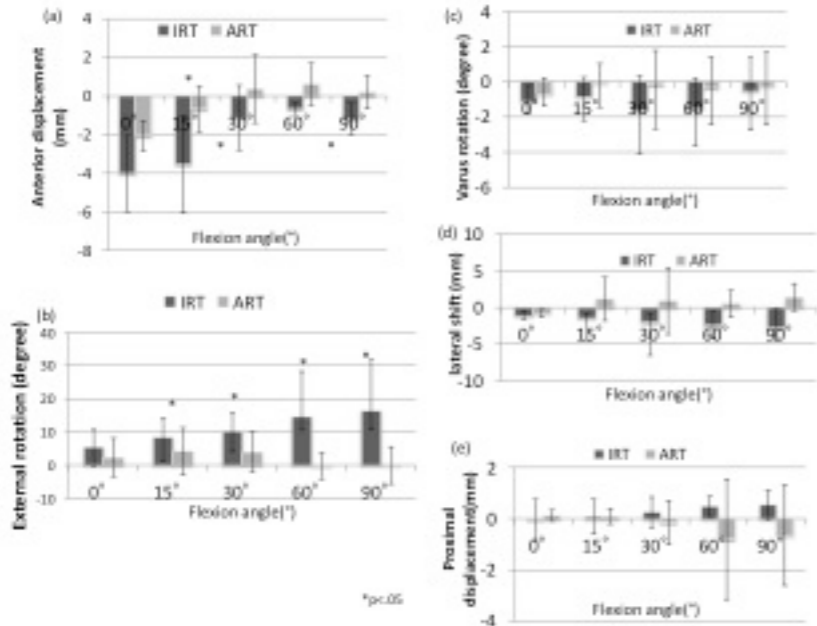 (a)
IRT ART
Anterior displacement (mm)
4
2
0
-2
-4
-6
-8
*
*
*
0° 15° 30° 60° 90°
Flexion angle(°)
(b)
IRT ART
External rotation (degree)
40
30
20
10
0
-10
*
*
*
*
0° 15° 30° 60° 90°
Flexion angle(°)
*p<.05
(c)
IRT ART
Varus rotation (degree)
4
2
0
-2
-4
-6
0° 15° 30° 60° 90°
Flexion angle(°)
(d)
IRT ART
lateral shift (mm)
10
5
0
-5
-10
0° 15° 30° 60° 90°
Flexion angle(°)
(e)
IRT ART
Proximal displacement(mm)
2
0
-2
-4
0° 15° 30° 60° 90°
Flexion angle(°)